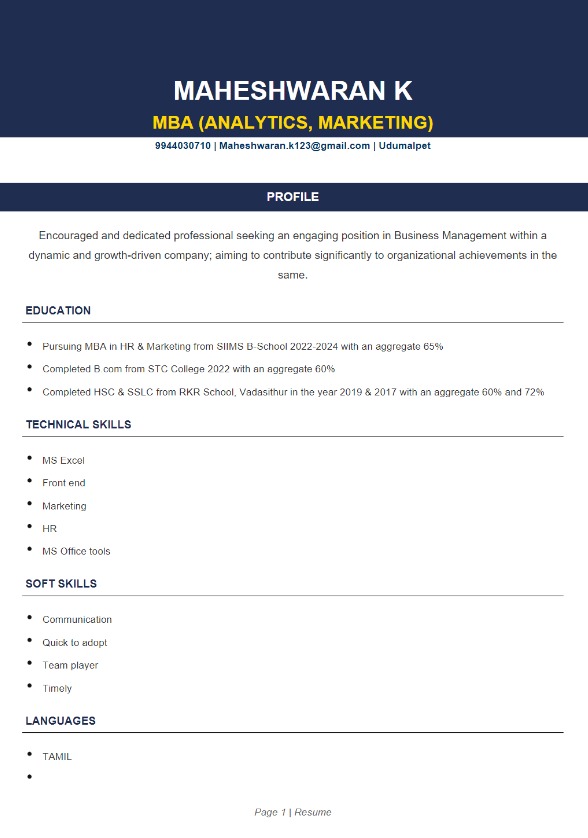 MAHESHWARAN K
MBA (ANALYTICS, MARKETING)
9944030710 | Maheshwaran.k123@gmail.com | Udumalpet
PROFILE
Encouraged and dedicated professional seeking an engaging position in Business Management within a
dynamic and growth-driven company; aiming to contribute significantly to organizational achievements in the
same.
EDUCATION
• Pursuing MBA in HR & Marketing from SIIMS B-School 2022-2024 with an aggregate 65%
• Completed B com from STC College 2022 with an aggregate 60%
• Completed HSC & SSLC from RKR School, Vadasithur in the year 2019 & 2017 with an aggregate 60% and 72%
TECHNICAL SKILLS
• MS Excel
• Front end
• Marketing
• HR
• MS Office tools
SOFT SKILLS
• Communication
• Quick to adopt
• Team player
• Timely
LANGUAGES
• TAMIL
•
Page 1 | Resume